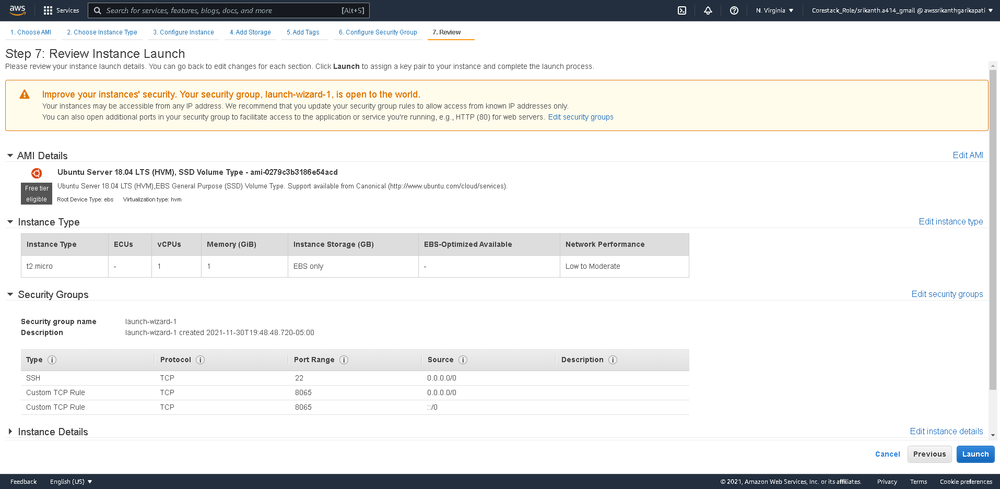 aws Services Search for services, features, blogs, docs, and more [Alt+S] N. Virginia Corestack_Role/srikanth.a414_gmail @ awssrikanthgarikapati
1. Choose AMI 2. Choose Instance Type 3. Configure Instance 4. Add Storage 5. Add Tags 6. Configure Security Group 7. Review
Step 7: Review Instance Launch
Please review your instance launch details. You can go back to edit changes for each section. Click Launch to assign a key pair to your instance and complete the launch process.
Improve your instances' security. Your security group, launch-wizard-1, is open to the world.
Your instances may be accessible from any IP address. We recommend that you update your security group rules to allow access from known IP addresses only.
You can also open additional ports in your security group to facilitate access to the application or service you're running, e.g., HTTP (80) for web servers. Edit security groups
AMI Details Edit AMI
Ubuntu Server 18.04 LTS (HVM), SSD Volume Type - ami-0279c3b3186e54acd
Free tier
eligible
Ubuntu Server 18.04 LTS (HVM),EBS General Purpose (SSD) Volume Type. Support available from Canonical (http://www.ubuntu.com/cloud/services).
Root Device Type: ebs Virtualization type: hvm
Instance Type Edit instance type
Instance Type ECUs vCPUs Memory (GiB) Instance Storage (GB) EBS-Optimized Available Network Performance
t2.micro - 1 1 EBS only - Low to Moderate
Security Groups Edit security groups
Security group name launch-wizard-1
Description launch-wizard-1 created 2021-11-30T19:48:48.720-05:00
Type i Protocol i Port Range i Source i Description i
SSH TCP 22 0.0.0.0/0
Custom TCP Rule TCP 8065 0.0.0.0/0
Custom TCP Rule TCP 8065 ::/0
Instance Details Edit instance details
Cancel Previous Launch
Feedback English (US) © 2021, Amazon Web Services, Inc. or its affiliates. Privacy Terms Cookie preferences